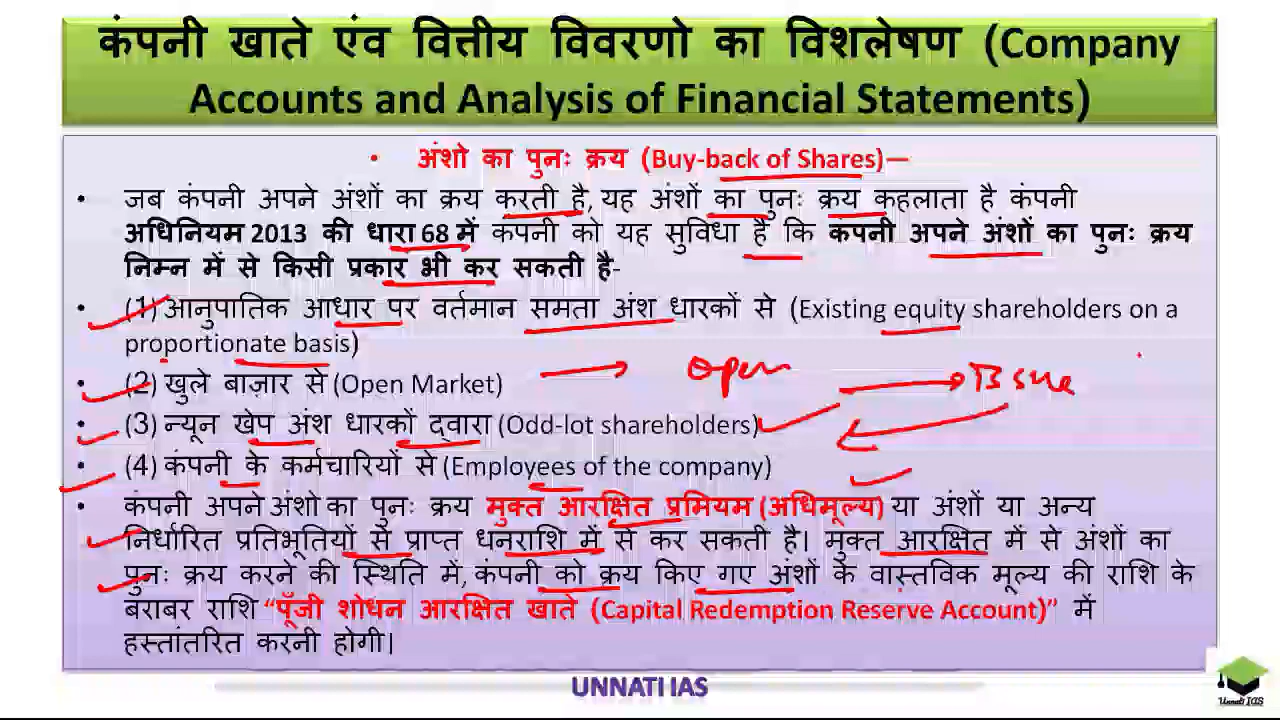 कंपनी खाते एंव वित्तीय विवरणो का विशलेषण (Company
Accounts and Analysis of Financial Statements)
• अंशो का पुनः क्रय (Buy-back of Shares)—
• जब कंपनी अपने अंशों का क्रय करती है, यह अंशों का पुनः क्रय कहलाता है कंपनी
अधिनियम 2013 की धारा 68 में कंपनी को यह सुविधा है कि कंपनी अपने अंशों का पुनः क्रय
निम्न में से किसी प्रकार भी कर सकती है-
• (1) आनुपातिक आधार पर वर्तमान समता अंश धारकों से (Existing equity shareholders on a
proportionate basis)
• (2) खुले बाज़ार से (Open Market) Open Issue
• (3) न्यून खेप अंश धारकों द्वारा (Odd-lot shareholders)
• (4) कंपनी के कर्मचारियों से (Employees of the company)
• कंपनी अपने अंशो का पुनः क्रय मुक्त आरक्षित प्रमियम (अधिमूल्य) या अंशों या अन्य
निर्धारित प्रतिभूतियों से प्राप्त धनराशि में से कर सकती है। मुक्त आरक्षित में से अंशों का
पुनः क्रय करने की स्थिति में, कंपनी को क्रय किए गए अंशों के वास्तविक मूल्य की राशि के
बराबर राशि “पूँजी शोधन आरक्षित खाते (Capital Redemption Reserve Account)” में
हस्तांतरित करनी होगी।
UNNATI IAS
Unnati IAS